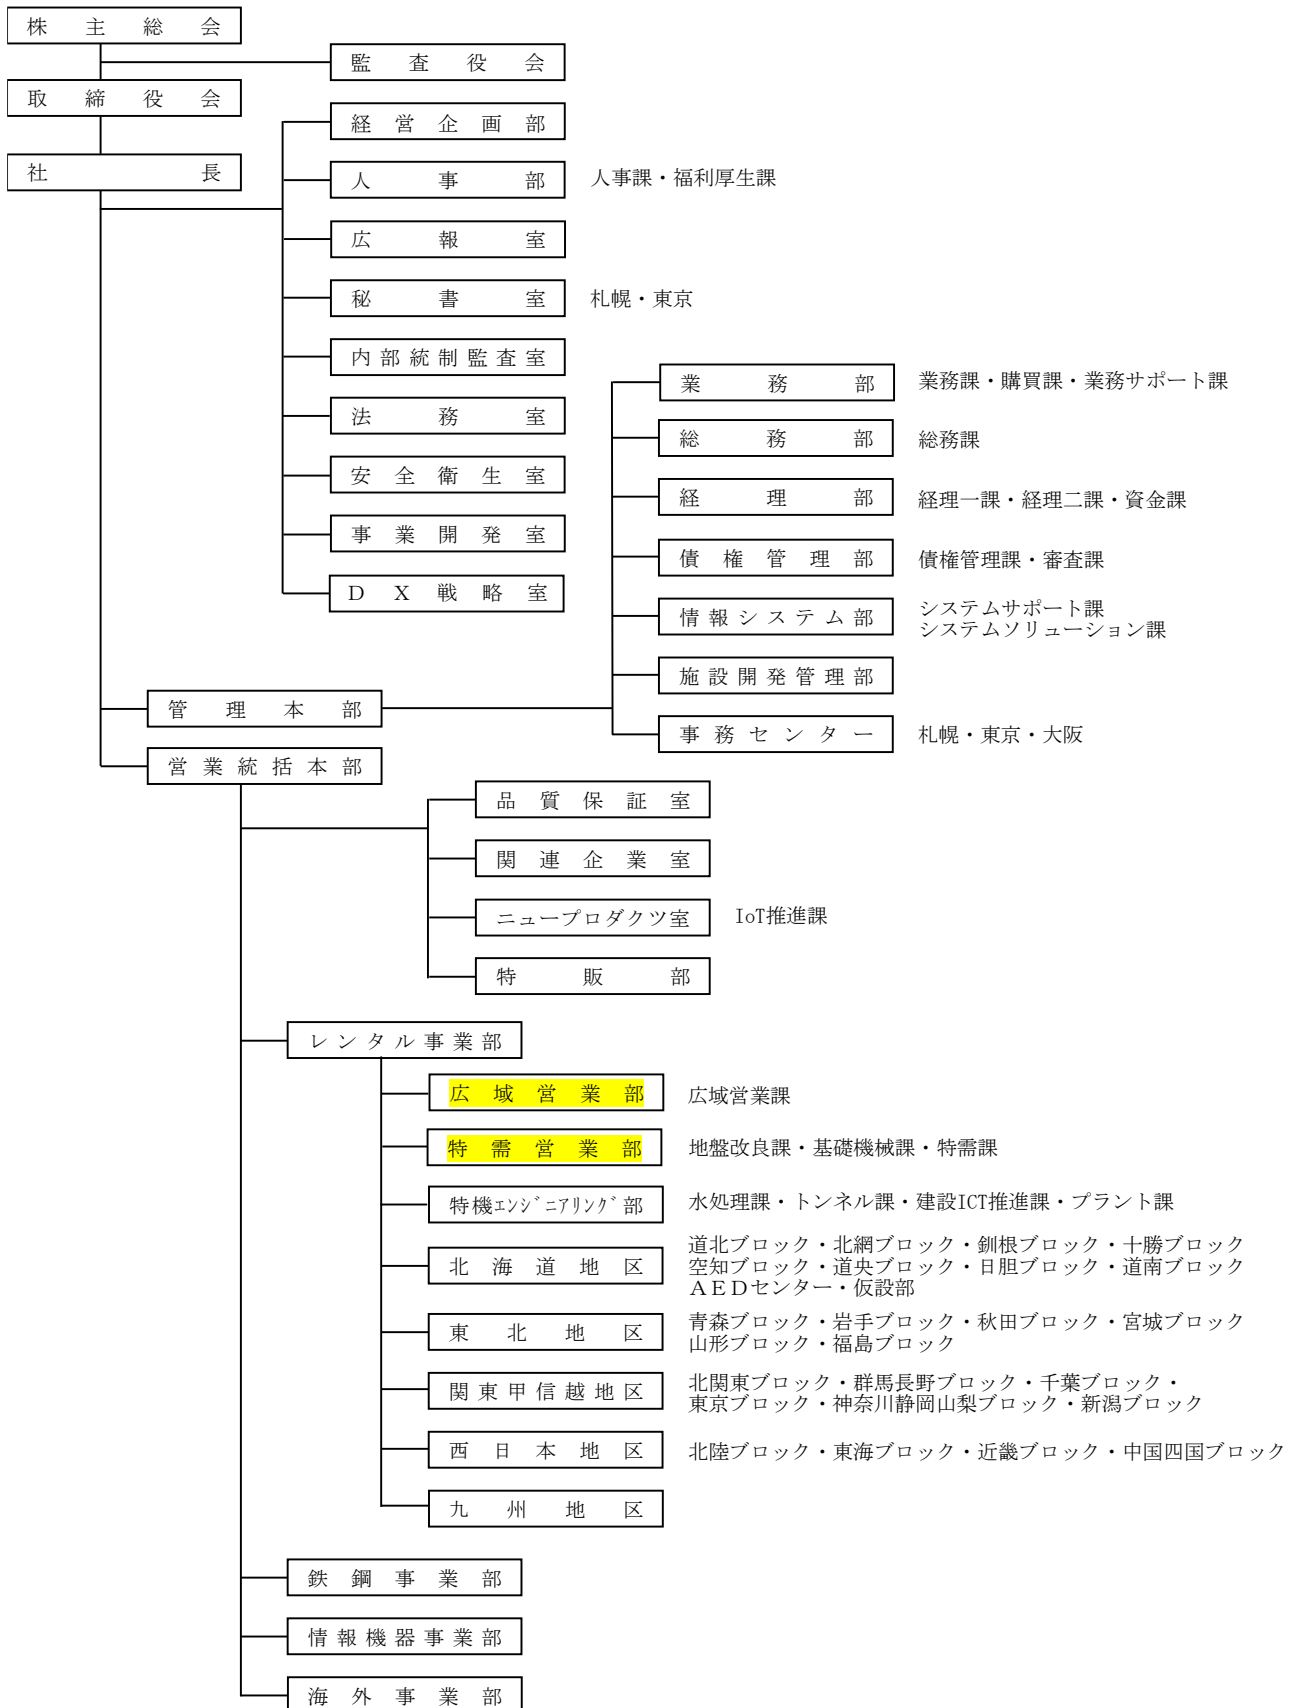 株主総会
監査役会
取締役会
経営企画部
社長
人事部 人事課・福利厚生課
広報室
秘書室 札幌・東京
内部統制監査室
業務部 業務課・購買課・業務サポート課
法務室
総務部 総務課
安全衛生室
経理部 経理一課・経理二課・資金課
事業開発室
債権管理部 債権管理課・審査課
ＤＸ戦略室
情報システム部 システムサポート課
システムソリューション課
施設開発管理部
管理本部
事務センター 札幌・東京・大阪
営業統括本部
品質保証室
関連企業室
ニュープロダクツ室 IoT推進課
特販部
レンタル事業部
広域営業部 広域営業課
特需営業部 地盤改良課・基礎機械課・特需課
特機ｴﾝｼﾞﾆｱﾘﾝｸﾞ部 水処理課・トンネル課・建設ICT推進課・プラント課
北海道地区 道北ブロック・北網ブロック・釧根ブロック・十勝ブロック
空知ブロック・道央ブロック・日胆ブロック・道南ブロック
ＡＥＤセンター・仮設部
東北地区 青森ブロック・岩手ブロック・秋田ブロック・宮城ブロック
山形ブロック・福島ブロック
関東甲信越地区 北関東ブロック・群馬長野ブロック・千葉ブロック・
東京ブロック・神奈川静岡山梨ブロック・新潟ブロック
西日本地区 北陸ブロック・東海ブロック・近畿ブロック・中国四国ブロック
九州地区
鉄鋼事業部
情報機器事業部
海外事業部